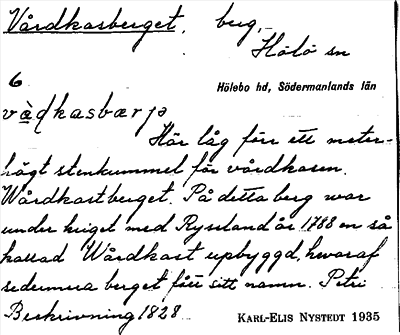 Vårdkasberget, berg,
Hölö sn
6
Hölebo hd, Södermanlands län
vàḍkasbærjə
Här låg förr ett meter-
högt stenkummel för vårdkasen.
Wårdkastberget. På detta berg war
under kriget med Ryssland år 1788 en så
kallad Wårdkast upbyggd, hwaraf
sedermera berget fått sitt namn. Petri
Beskrivning 1828
KARL-ELIS NYSTEDT 1935